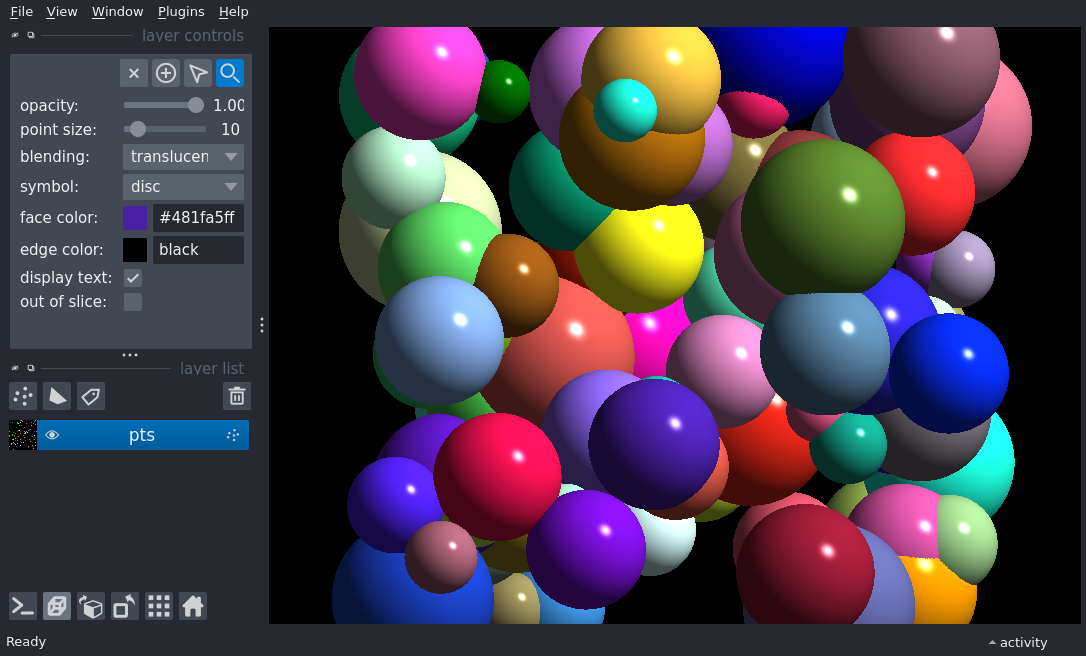 File View Window Plugins Help
layer controls
opacity: 1.00
point size: 10
blending: translucen
symbol: disc
face color: #481fa5ff
edge color: black
display text:
out of slice:
layer list
pts
Ready
activity